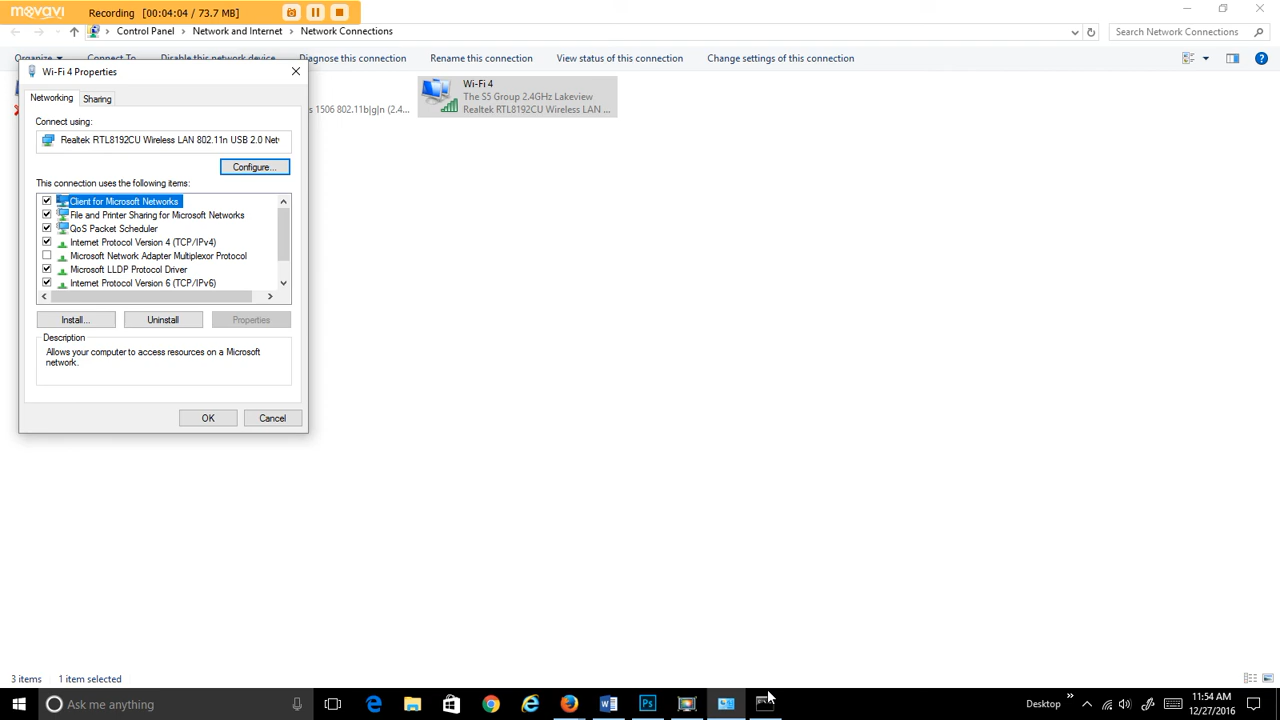 movavi
Recording [00:04:04 / 73.7 MB]
Control Panel
Network and Internet
Network Connections
Search Network Connections
Organize
Connect To
Disable this network device
Diagnose this connection
Rename this connection
View status of this connection
Change settings of this connection
Wi-Fi 4 Properties
Networking
Sharing
Connect using:
Realtek RTL8192CU Wireless LAN 802.11n USB 2.0 Net
Configure...
This connection uses the following items:
Client for Microsoft Networks
File and Printer Sharing for Microsoft Networks
QoS Packet Scheduler
Internet Protocol Version 4 (TCP/IPv4)
Microsoft Network Adapter Multiplexor Protocol
Microsoft LLDP Protocol Driver
Internet Protocol Version 6 (TCP/IPv6)
Install...
Uninstall
Properties
Description
Allows your computer to access resources on a Microsoft
network.
OK
Cancel
1506 802.11b|g|n (2.4...
Wi-Fi 4
The S5 Group 2.4GHz Lakeview
Realtek RTL8192CU Wireless LAN ...
3 items
1 item selected
Ask me anything
Desktop
11:54 AM
12/27/2016